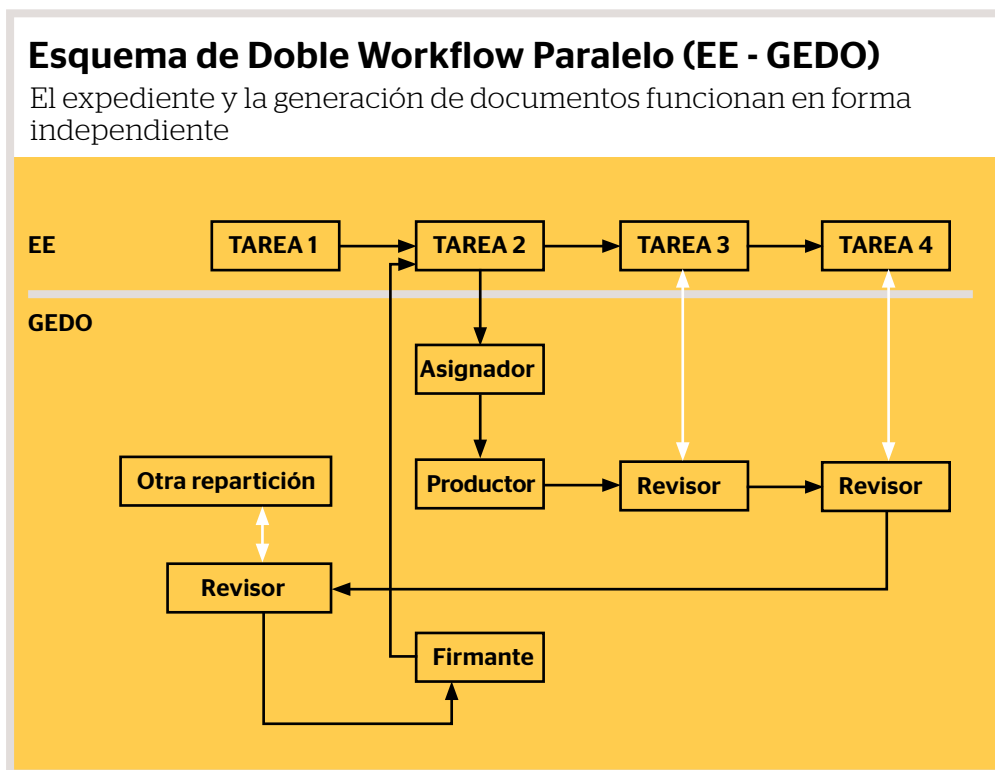 Esquema de Doble Workflow Paralelo (EE - GEDO)
El expediente y la generación de documentos funcionan en forma
independiente
EE
TAREA 1
TAREA 2
TAREA 3
TAREA 4
GEDO
Asignador
Otra repartición
Productor
Revisor
Revisor
Revisor
Firmante